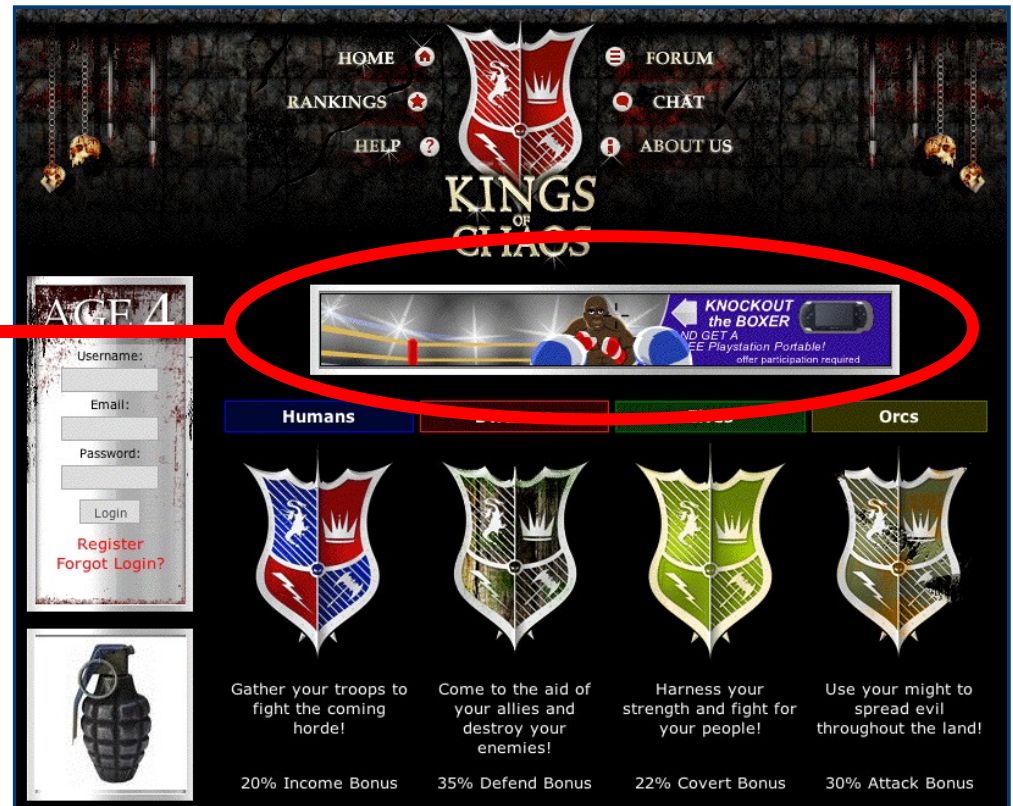 HOME
FORUM
RANKINGS
CHAT
HELP
?
ABOUT US
KINGS
OF
CHAOS
AGE 4
Username:
Email:
Password:
Login
Register
Forgot Login?
KNOCKOUT
the BOXER
GET A
Playstation Portable!
offer participation required
Humans
Orcs
Gather your troops to
fight the coming
horde!
20% Income Bonus
Come to the aid of
your allies and
destroy your
enemies!
35% Defend Bonus
Harness your
strength and fight for
your people!
22% Covert Bonus
Use your might to
spread evil
throughout the land!
30% Attack Bonus